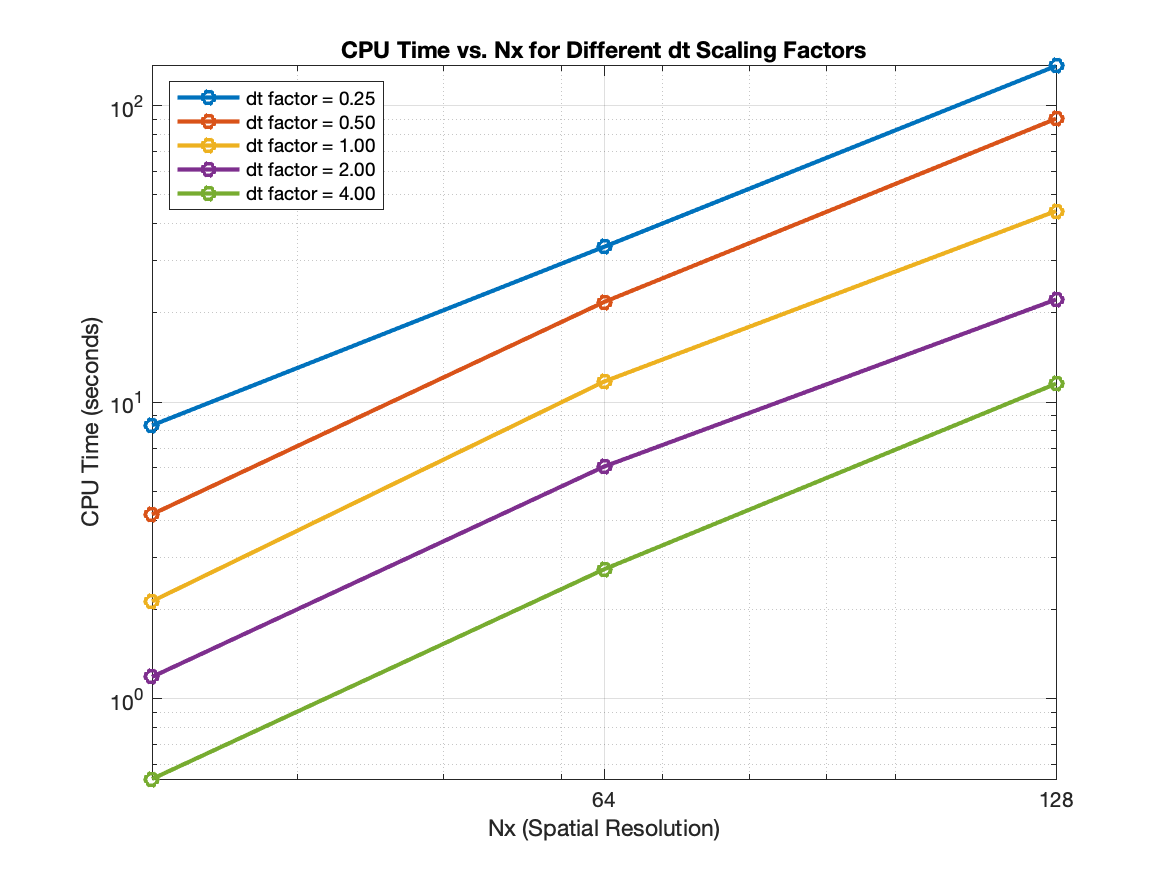 CPU Time vs. Nx for Different dt Scaling Factors
dt factor = 0.25
dt factor = 0.50
dt factor = 1.00
dt factor = 2.00
dt factor = 4.00
10^2
10^1
10^0
CPU Time (seconds)
64
128
Nx (Spatial Resolution)